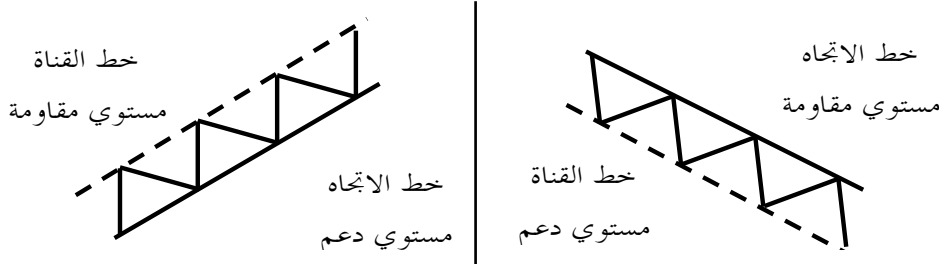 خط الاتجاه
مستوي مقاومة
خط القناة
مستوي دعم
خط القناة
مستوي مقاومة
خط الاتجاه
مستوي دعم